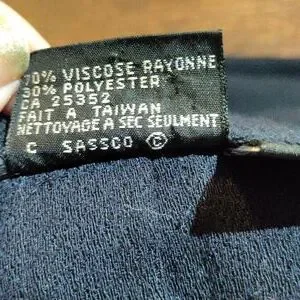 70% VISCOSE RAYONNE
30% POLYESTER
CA 25352
FAIT A TAIWAN
NETTOYAGE A SEC SEULMENT
C SASSCO ©